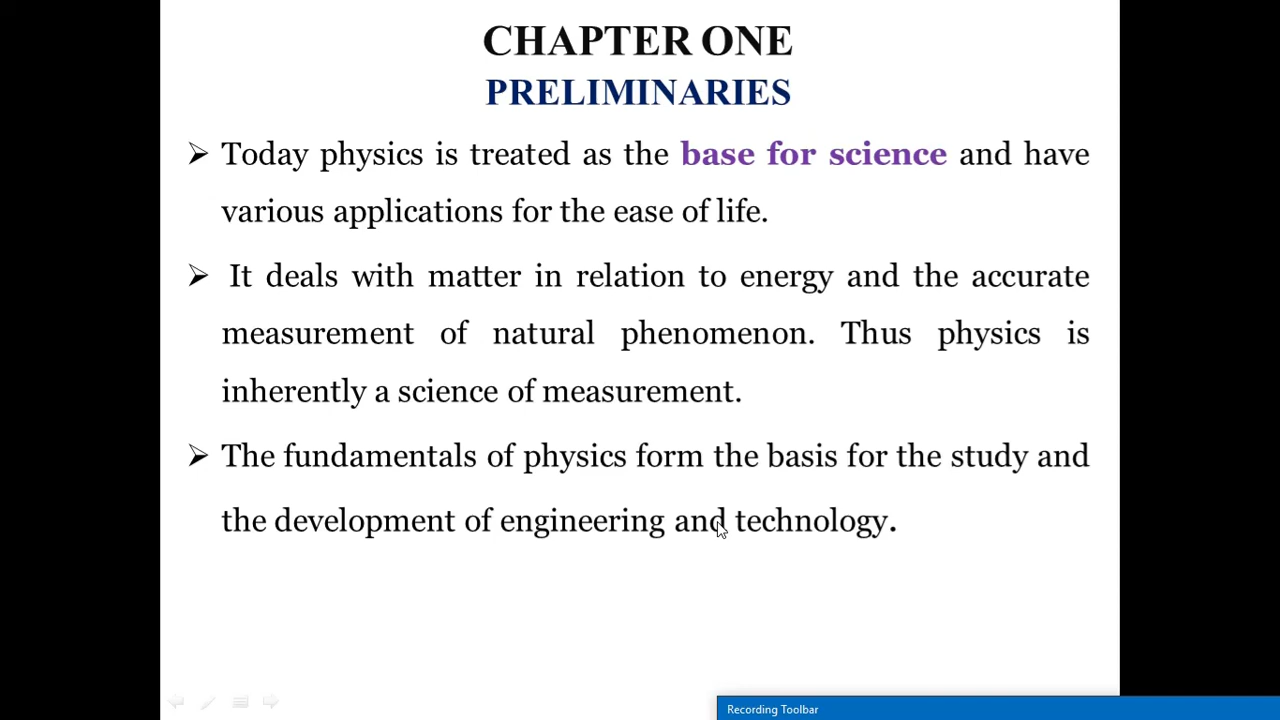 CHAPTER ONE
PRELIMINARIES
➢ Today physics is treated as the base for science and have
various applications for the ease of life.
➢ It deals with matter in relation to energy and the accurate
measurement of natural phenomenon. Thus physics is
inherently a science of measurement.
➢ The fundamentals of physics form the basis for the study and
the development of engineering and technology.
Recording Toolbar